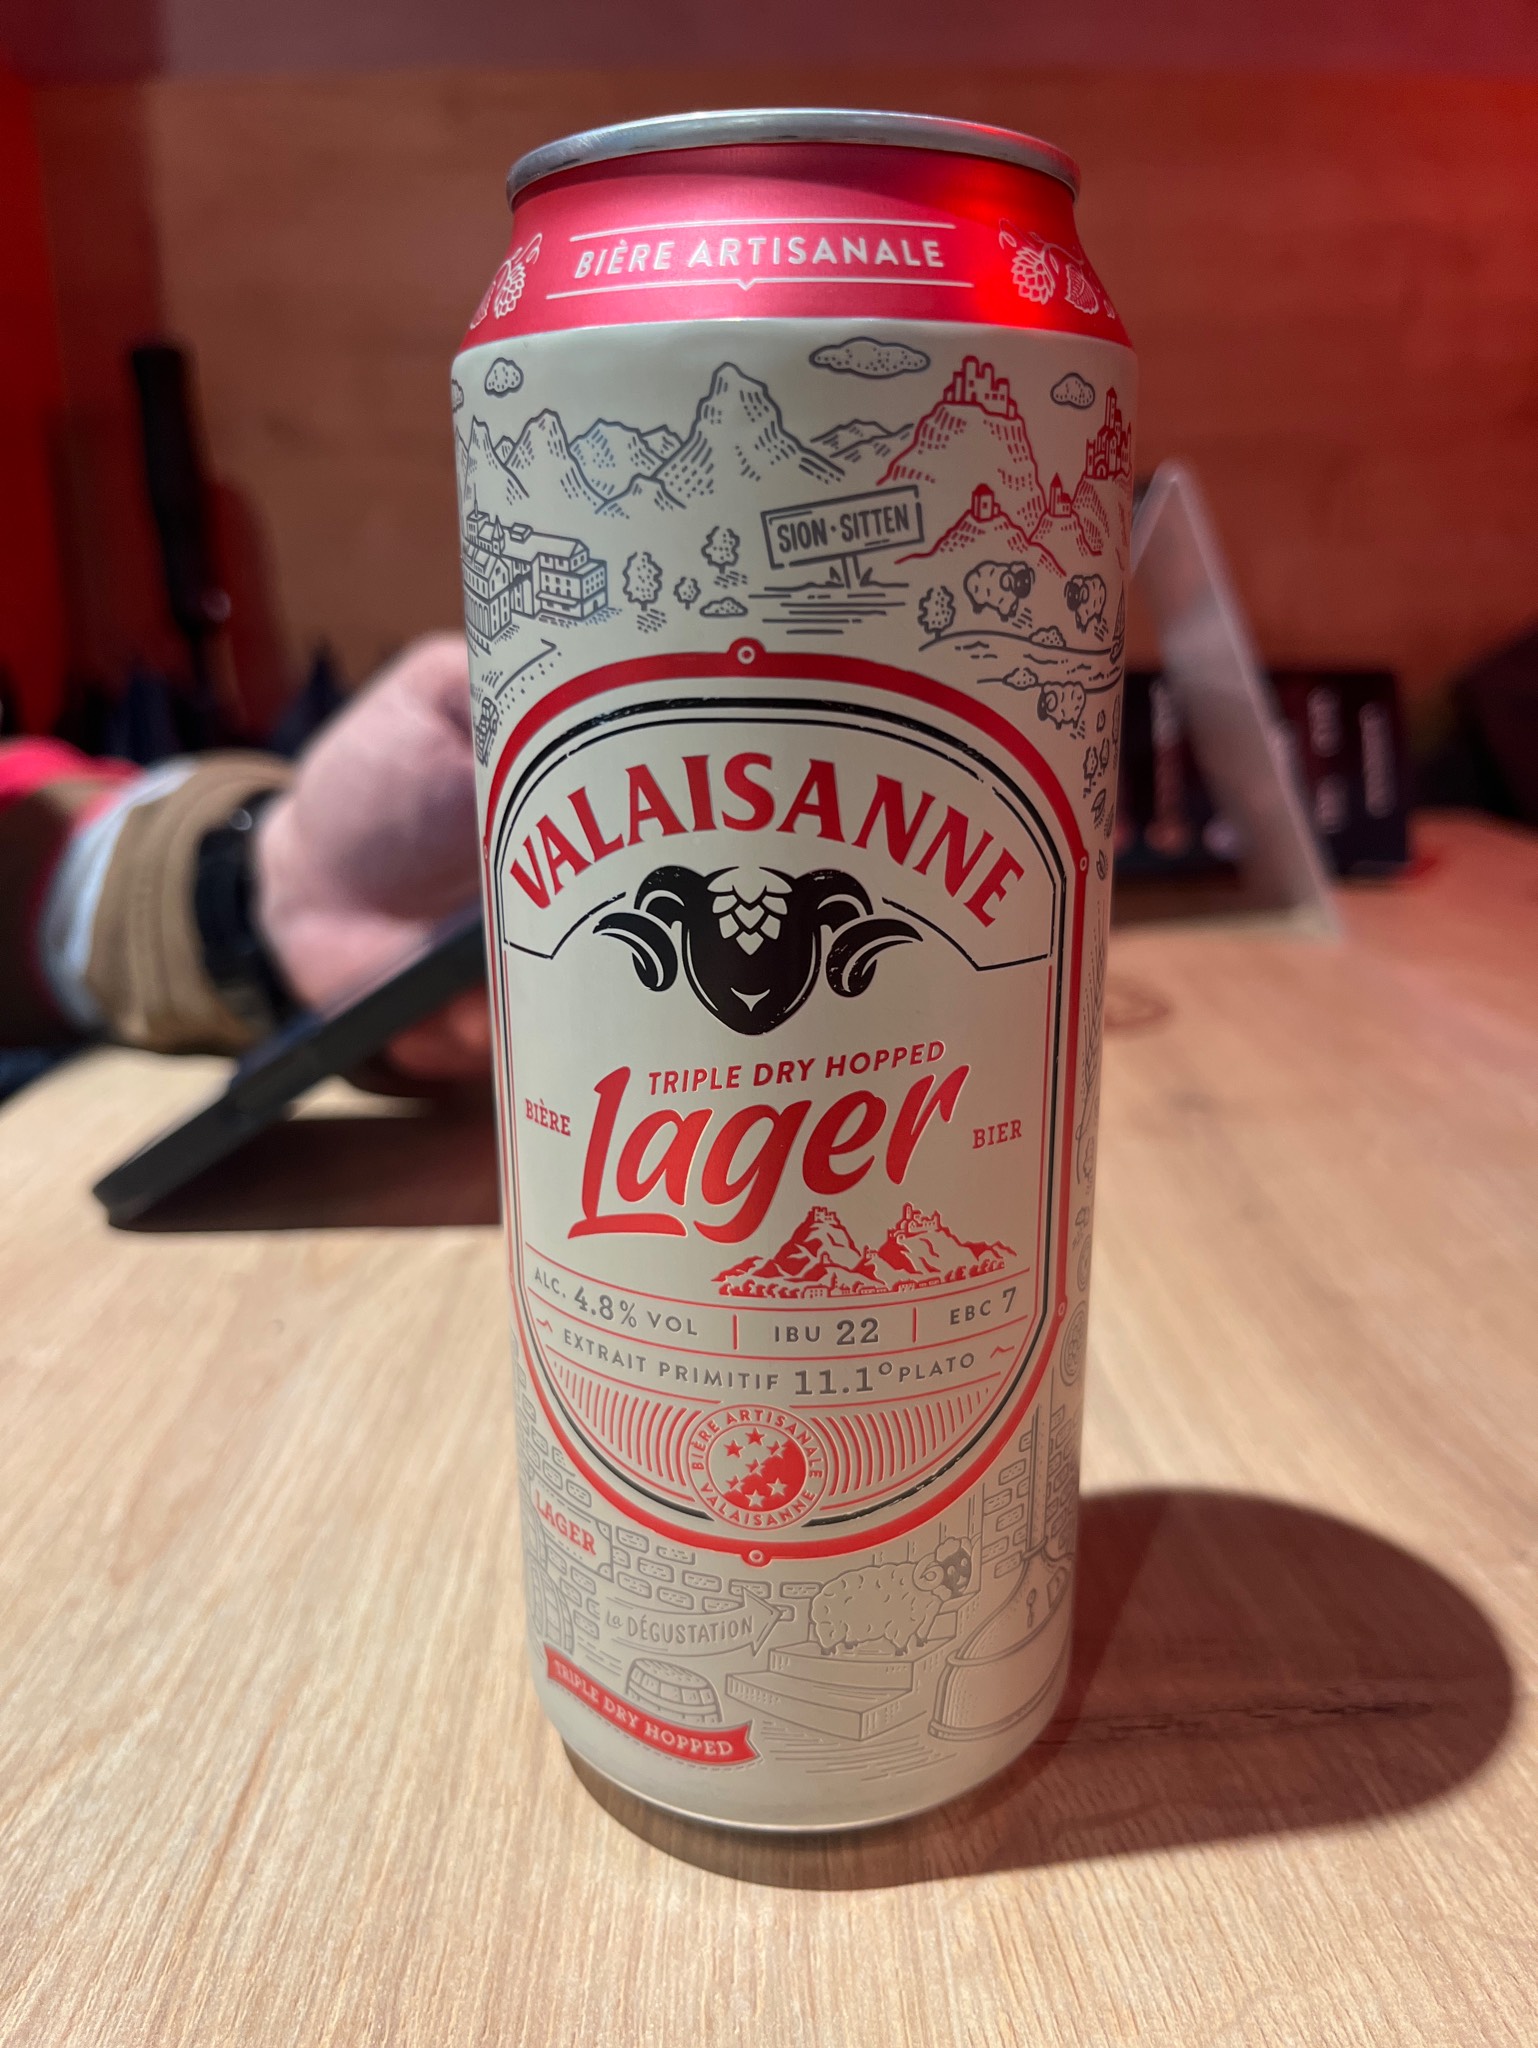 BIÈRE ARTISANALE
SION·SITTEN
VALAISANNE
TRIPLE DRY HOPPED
BIÈRE Lager BIER
ALC. 4.8% VOL | IBU 22 | EBC 7
EXTRAIT PRIMITIF 11.1° PLATO
BIÈRE ARTISANALE
VALAISANNE
LAGER
la DÉGUSTATION
TRIPLE DRY HOPPED